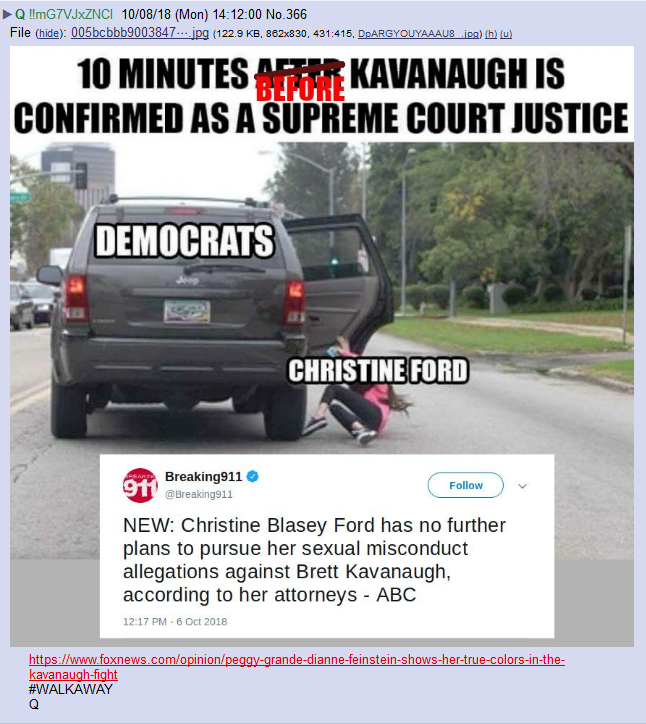 Q !!mG7VJxZNCI 10/08/18 (Mon) 14:12:00 No.366
File (hide): 005bcbbb9003847⋯.jpg (122.9 KB, 862x830, 431:415, DpARGYOUYAAAU8_.jpg) (h) (u)
10 MINUTES AFTER KAVANAUGH IS
BEFORE
CONFIRMED AS A SUPREME COURT JUSTICE
DEMOCRATS
Jeep
CHRISTINE FORD
BREAKING
911
Breaking911
@Breaking911
Follow
NEW: Christine Blasey Ford has no further
plans to pursue her sexual misconduct
allegations against Brett Kavanaugh,
according to her attorneys - ABC
12:17 PM - 6 Oct 2018
https://www.foxnews.com/opinion/peggy-grande-dianne-feinstein-shows-her-true-colors-in-the-
kavanaugh-fight
#WALKAWAY
Q